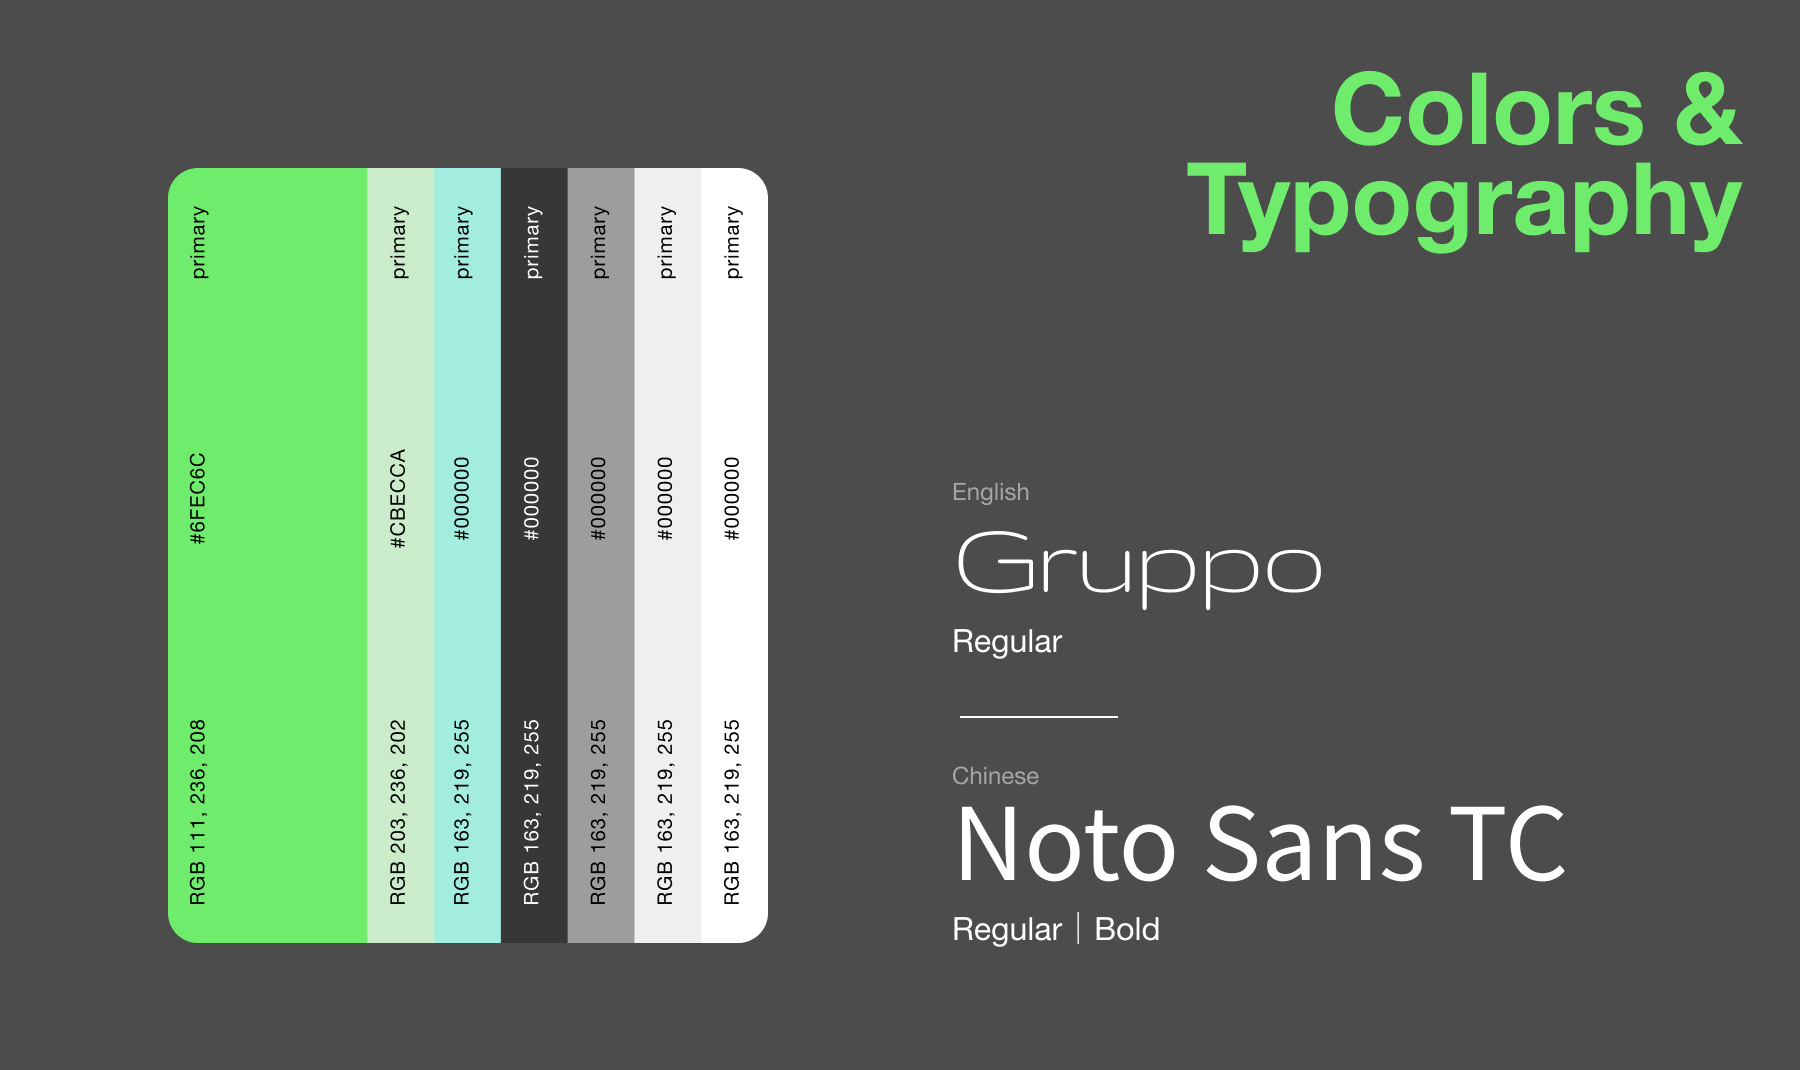 Colors &
Typography
primary
#6FEC6C
RGB 111, 236, 208
primary
#CBECCA
RGB 203, 236, 202
primary
#000000
RGB 163, 219, 255
primary
#000000
RGB 163, 219, 255
primary
#000000
RGB 163, 219, 255
primary
#000000
RGB 163, 219, 255
primary
#000000
RGB 163, 219, 255
English
Gruppo
Regular
Chinese
Noto Sans TC
Regular | Bold